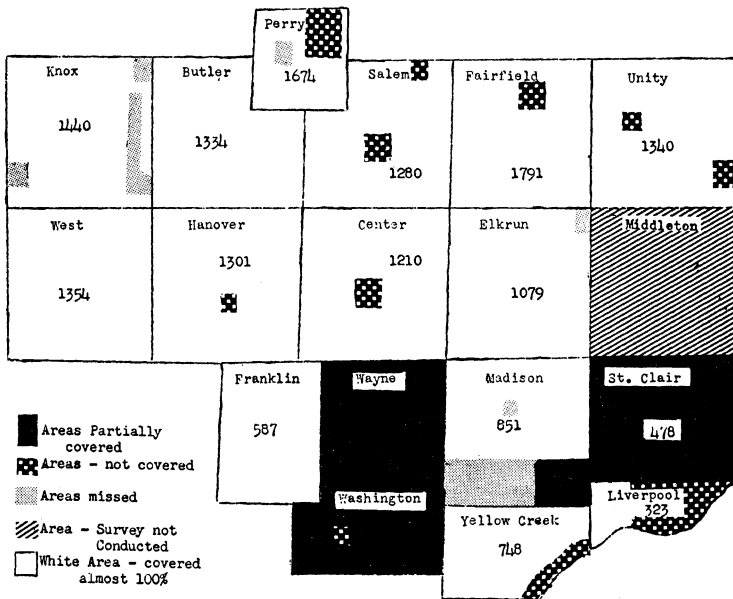 Perry
1674
Knox
1440
Butler
1334
Salem
1280
Fairfield
1791
Unity
1340
West
1354
Hanover
1301
Center
1210
Elkrun
1079
Middleton
Franklin
587
Wayne
Madison
851
St. Clair
478
Washington
Yellow Creek
748
Liverpool
323
Areas Partially
covered
Areas - not covered
Areas missed
Area - Survey not
Conducted
White Area - covered
almost 100%